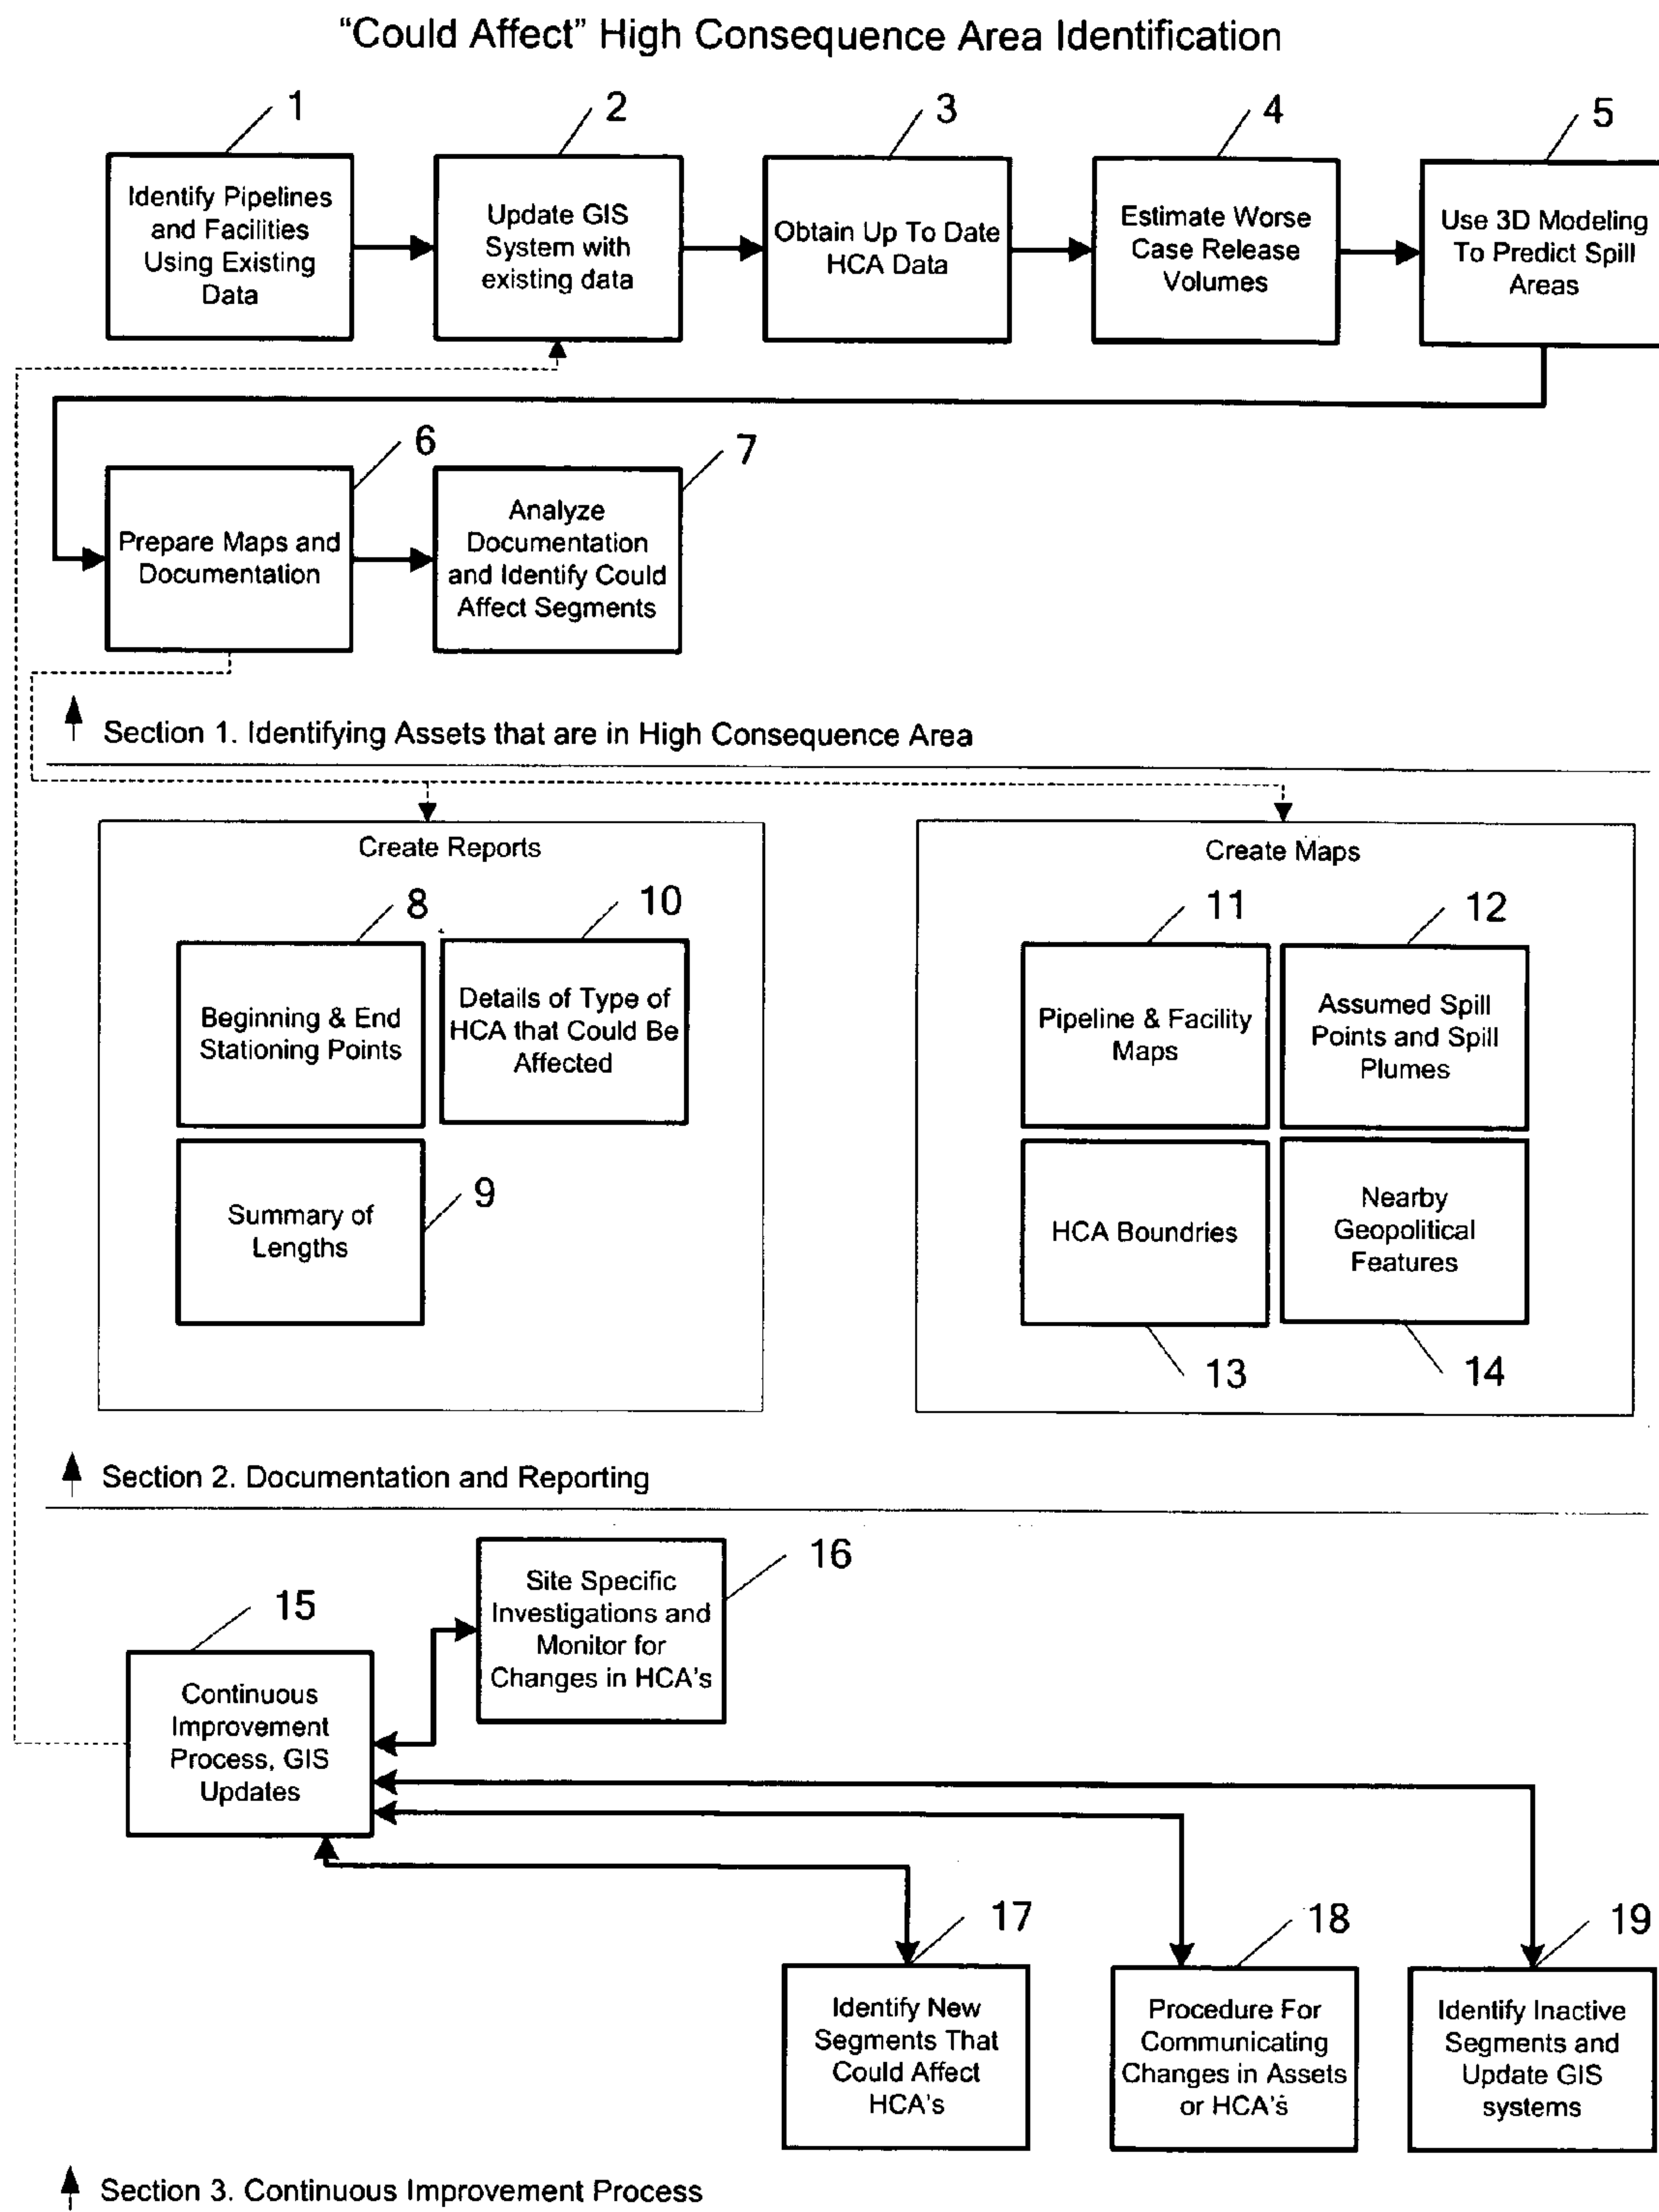 “Could Affect” High Consequence Area Identification
1
2
3
4
5
Identify Pipelines
and Facilities
Using Existing
Data
Update GIS
System with
existing data
Obtain Up To Date
HCA Data
Estimate Worse
Case Release
Volumes
Use 3D Modeling
To Predict Spill
Areas
6
7
Prepare Maps and
Documentation
Analyze
Documentation
and Identify Could
Affect Segments
Section 1. Identifying Assets that are in High Consequence Area
Create Reports
8
10
Beginning & End
Stationing Points
Details of Type of
HCA that Could Be
Affected
9
Summary of
Lengths
Create Maps
11
12
Pipeline & Facility
Maps
Assumed Spill
Points and Spill
Plumes
HCA Boundries
Nearby
Geopolitical
Features
13
14
Section 2. Documentation and Reporting
16
Site Specific
Investigations and
Monitor for
Changes in HCA's
15
Continuous
Improvement
Process, GIS
Updates
17
18
19
Identify New
Segments That
Could Affect
HCA's
Procedure For
Communicating
Changes in Assets
or HCA's
Identify Inactive
Segments and
Update GIS
systems
Section 3. Continuous Improvement Process